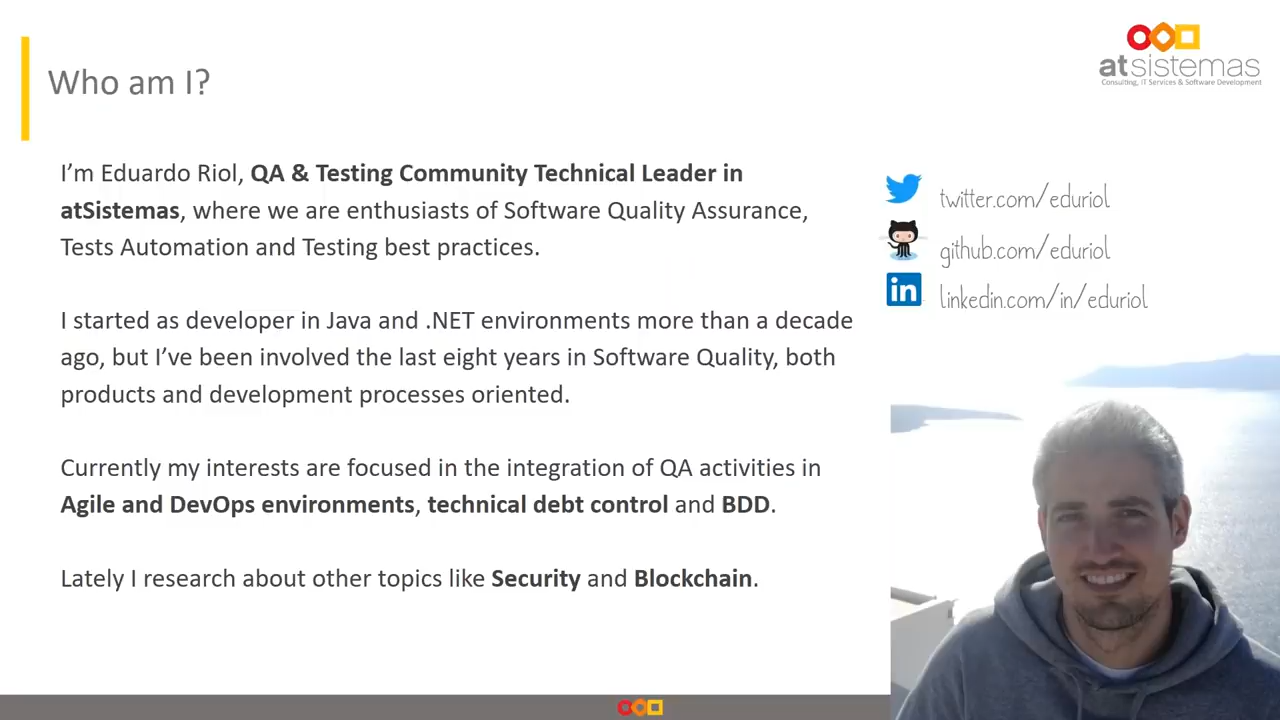 Who am I?
atsistemas
Consulting, IT Services & Software Development
I’m Eduardo Riol, QA & Testing Community Technical Leader in
atSistemas, where we are enthusiasts of Software Quality Assurance,
Tests Automation and Testing best practices.
I started as developer in Java and .NET environments more than a decade
ago, but I’ve been involved the last eight years in Software Quality, both
products and development processes oriented.
Currently my interests are focused in the integration of QA activities in
Agile and DevOps environments, technical debt control and BDD.
Lately I research about other topics like Security and Blockchain.
twitter.com/eduriol
github.com/eduriol
in
linkedin.com/in/eduriol